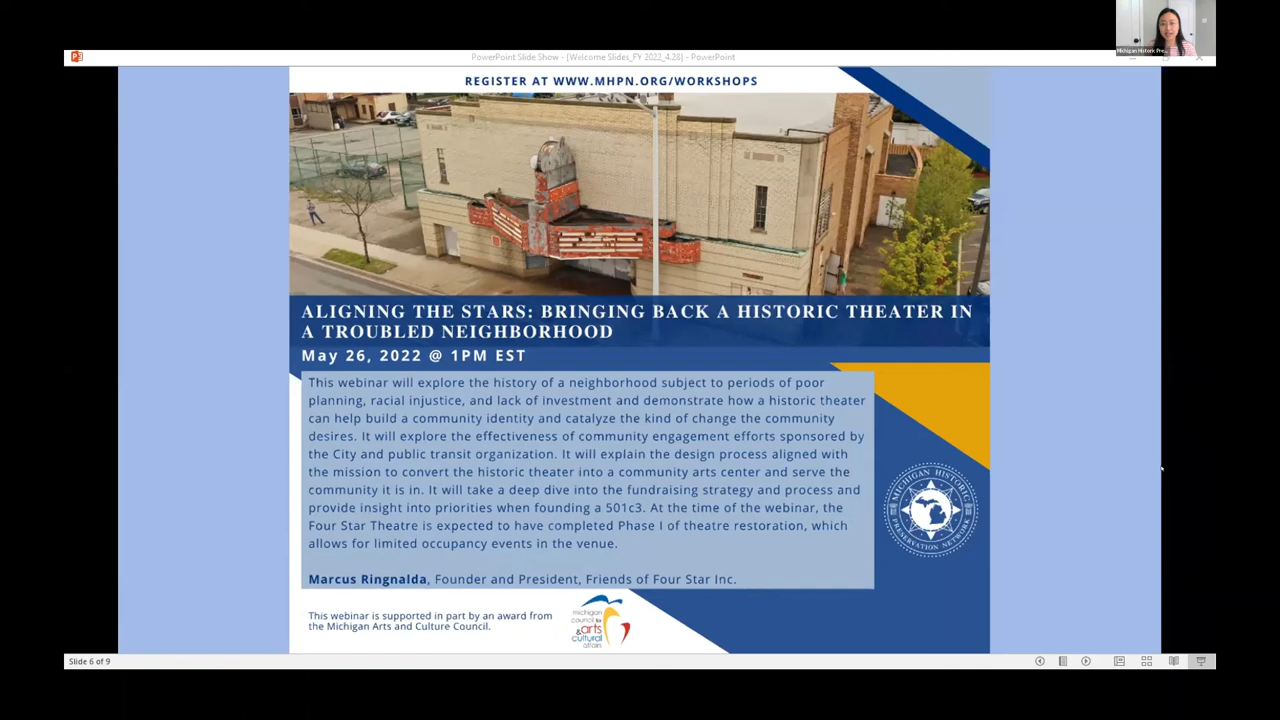 Michigan Historic Pre...
PowerPoint Slide Show - [Welcome Slides_FY 2022_4.28] - PowerPoint
REGISTER AT WWW.MHPN.ORG/WORKSHOPS
ALIGNING THE STARS: BRINGING BACK A HISTORIC THEATER IN
A TROUBLED NEIGHBORHOOD
May 26, 2022 @ 1PM EST
This webinar will explore the history of a neighborhood subject to periods of poor
planning, racial injustice, and lack of investment and demonstrate how a historic theater
can help build a community identity and catalyze the kind of change the community
desires. It will explore the effectiveness of community engagement efforts sponsored by
the City and public transit organization. It will explain the design process aligned with
the mission to convert the historic theater into a community arts center and serve the
community it is in. It will take a deep dive into the fundraising strategy and process and
provide insight into priorities when founding a 501c3. At the time of the webinar, the
Four Star Theatre is expected to have completed Phase I of theatre restoration, which
allows for limited occupancy events in the venue.
Marcus Ringnalda, Founder and President, Friends of Four Star Inc.
MICHIGAN HISTORIC
PRESERVATION NETWORK
This webinar is supported in part by an award from
the Michigan Arts and Culture Council.
michigan
council for
&arts
cultural
affairs
Slide 6 of 9